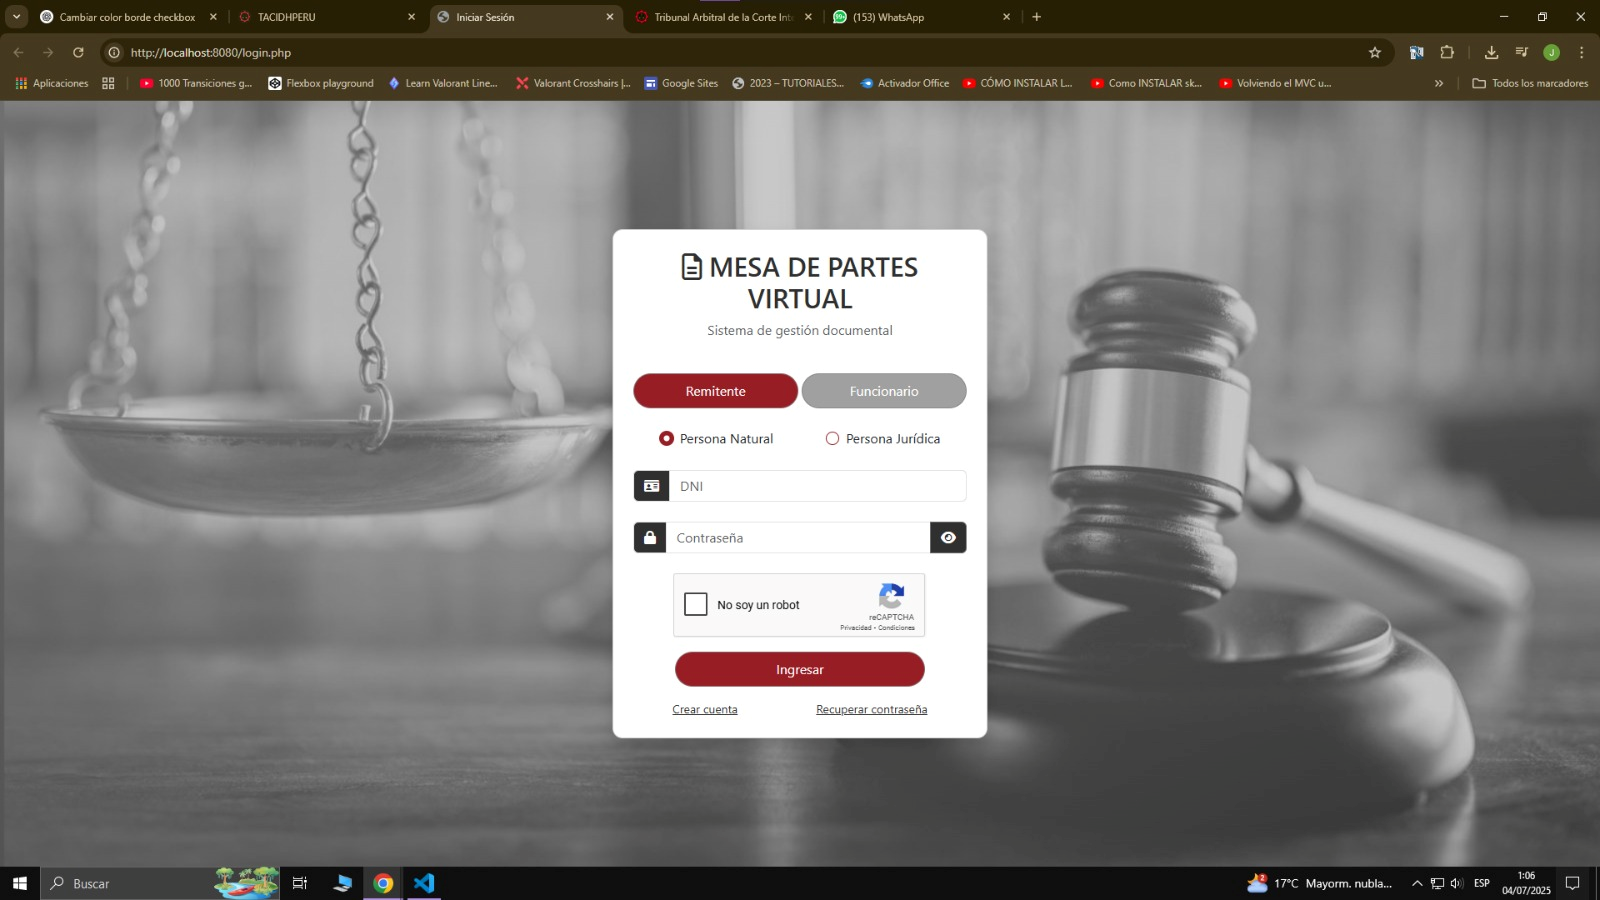 Cambiar color borde checkbox
TACIDHPERU
Iniciar Sesión
Tribunal Arbitral de la Corte Int
(153) WhatsApp
http://localhost:8080/login.php
J
Aplicaciones
1000 Transiciones g...
Flexbox playground
Learn Valorant Line...
Valorant Crosshairs |...
Google Sites
2023 – TUTORIALES...
Activador Office
CÓMO INSTALAR L...
Como INSTALAR sk...
Volviendo el MVC u...
»
Todos los marcadores
MESA DE PARTES
VIRTUAL
Sistema de gestión documental
Remitente
Funcionario
Persona Natural
Persona Jurídica
DNI
Contraseña
No soy un robot
reCAPTCHA
Privacidad - Condiciones
Ingresar
Crear cuenta
Recuperar contraseña
Buscar
2
17°C Mayorm. nubla...
ESP
1:06
04/07/2025